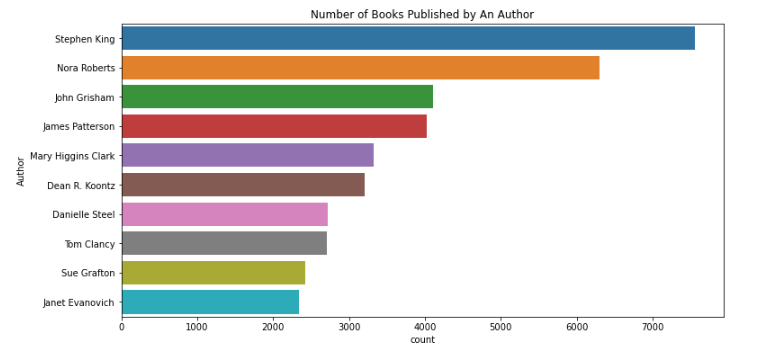 Number of Books Published by An Author
Stephen King
Nora Roberts
John Grisham
James Patterson
Mary Higgins Clark
Dean R. Koontz
Danielle Steel
Tom Clancy
Sue Grafton
Janet Evanovich
Author
0 1000 2000 3000 4000 5000 6000 7000
count